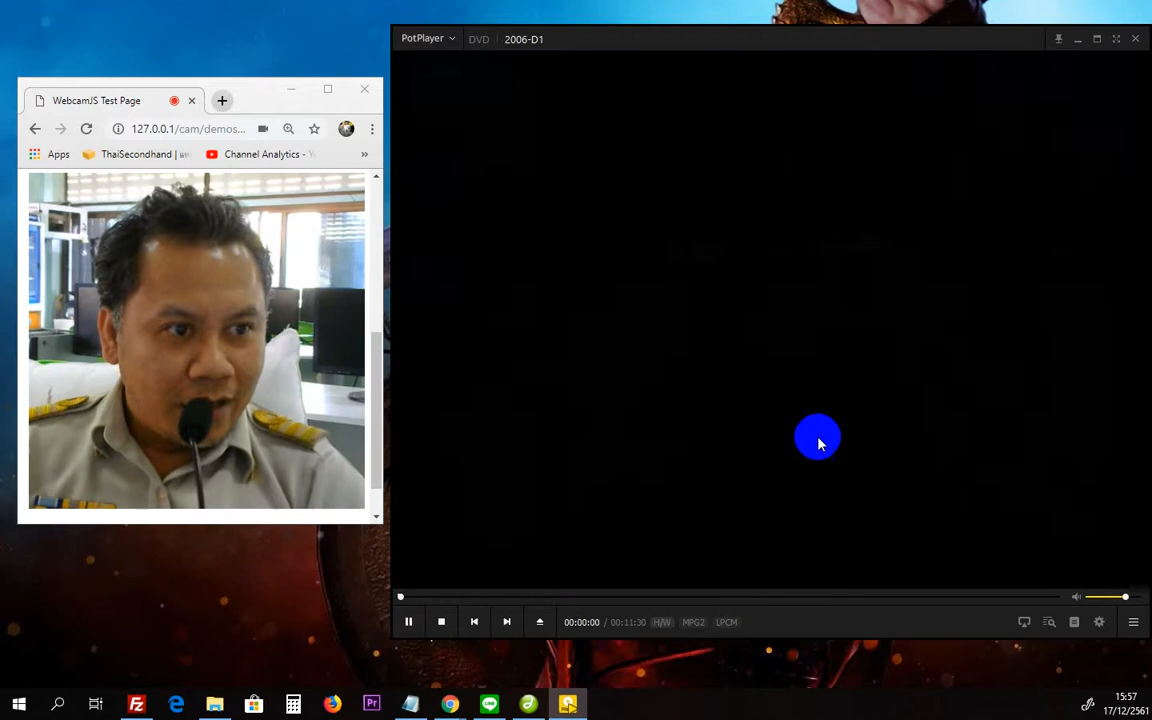 PotPlayer
DVD
2006-D1
WebcamJS Test Page
127.0.0.1/cam/demos...
Apps
ThaiSecondhand |
Channel Analytics -
00:00:00 / 00:11:30 H/W MPG2 LPCM
15:57
17/12/2561